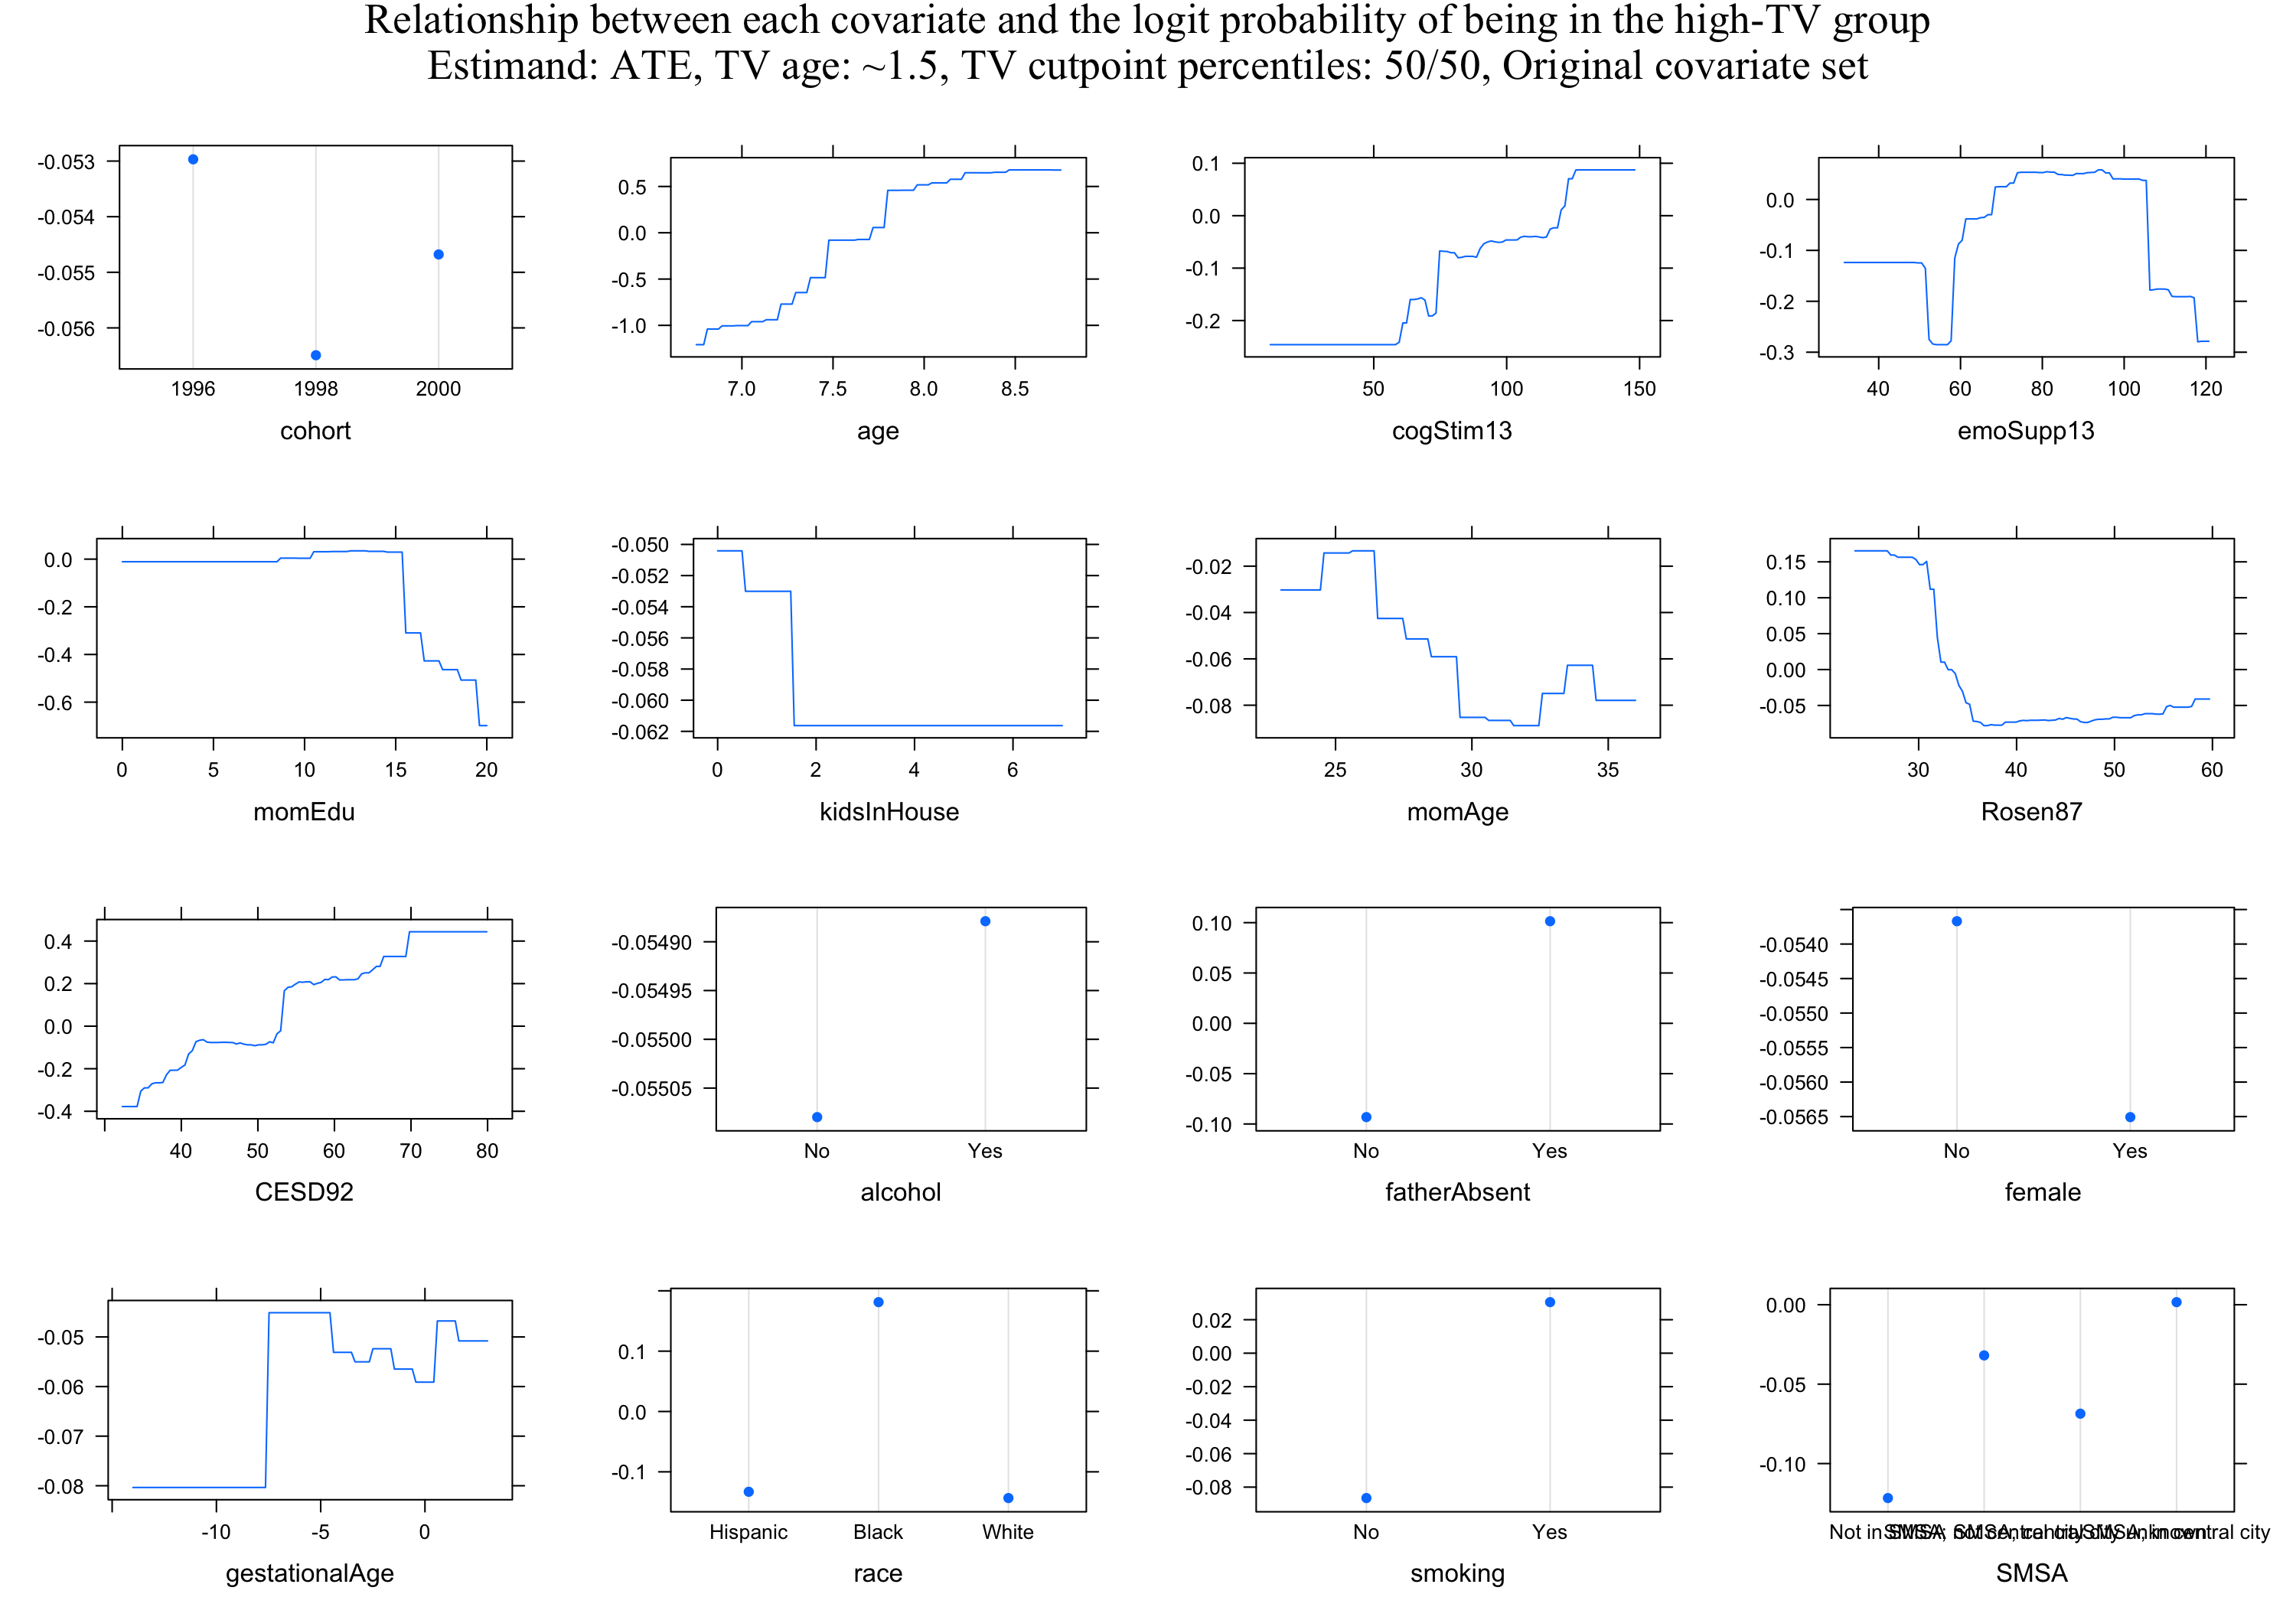 Relationship between each covariate and the logit probability of being in the high-TV group
Estimand: ATE, TV age: ~1.5, TV cutpoint percentiles: 50/50, Original covariate set
-0.053
-0.054
-0.055
-0.056
1996 1998 2000
cohort
0.5
0.0
-0.5
-1.0
7.0 7.5 8.0 8.5
age
0.1
0.0
-0.1
-0.2
50 100 150
cogStim13
0.0
-0.1
-0.2
-0.3
40 60 80 100 120
emoSupp13
0.0
-0.2
-0.4
-0.6
0 5 10 15 20
momEdu
-0.050
-0.052
-0.054
-0.056
-0.058
-0.060
-0.062
0 2 4 6
kidsInHouse
-0.02
-0.04
-0.06
-0.08
25 30 35
momAge
0.15
0.10
0.05
0.00
-0.05
30 40 50 60
Rosen87
0.4
0.2
0.0
-0.2
-0.4
40 50 60 70 80
CESD92
-0.05490
-0.05495
-0.05500
-0.05505
No Yes
alcohol
0.10
0.05
0.00
-0.05
-0.10
No Yes
fatherAbsent
-0.0540
-0.0545
-0.0550
-0.0555
-0.0560
-0.0565
No Yes
female
-0.05
-0.06
-0.07
-0.08
-10 -5 0
gestationalAge
0.1
0.0
-0.1
Hispanic Black White
race
0.02
0.00
-0.02
-0.04
-0.06
-0.08
No Yes
smoking
0.00
-0.05
-0.10
Not in central city
SMSA